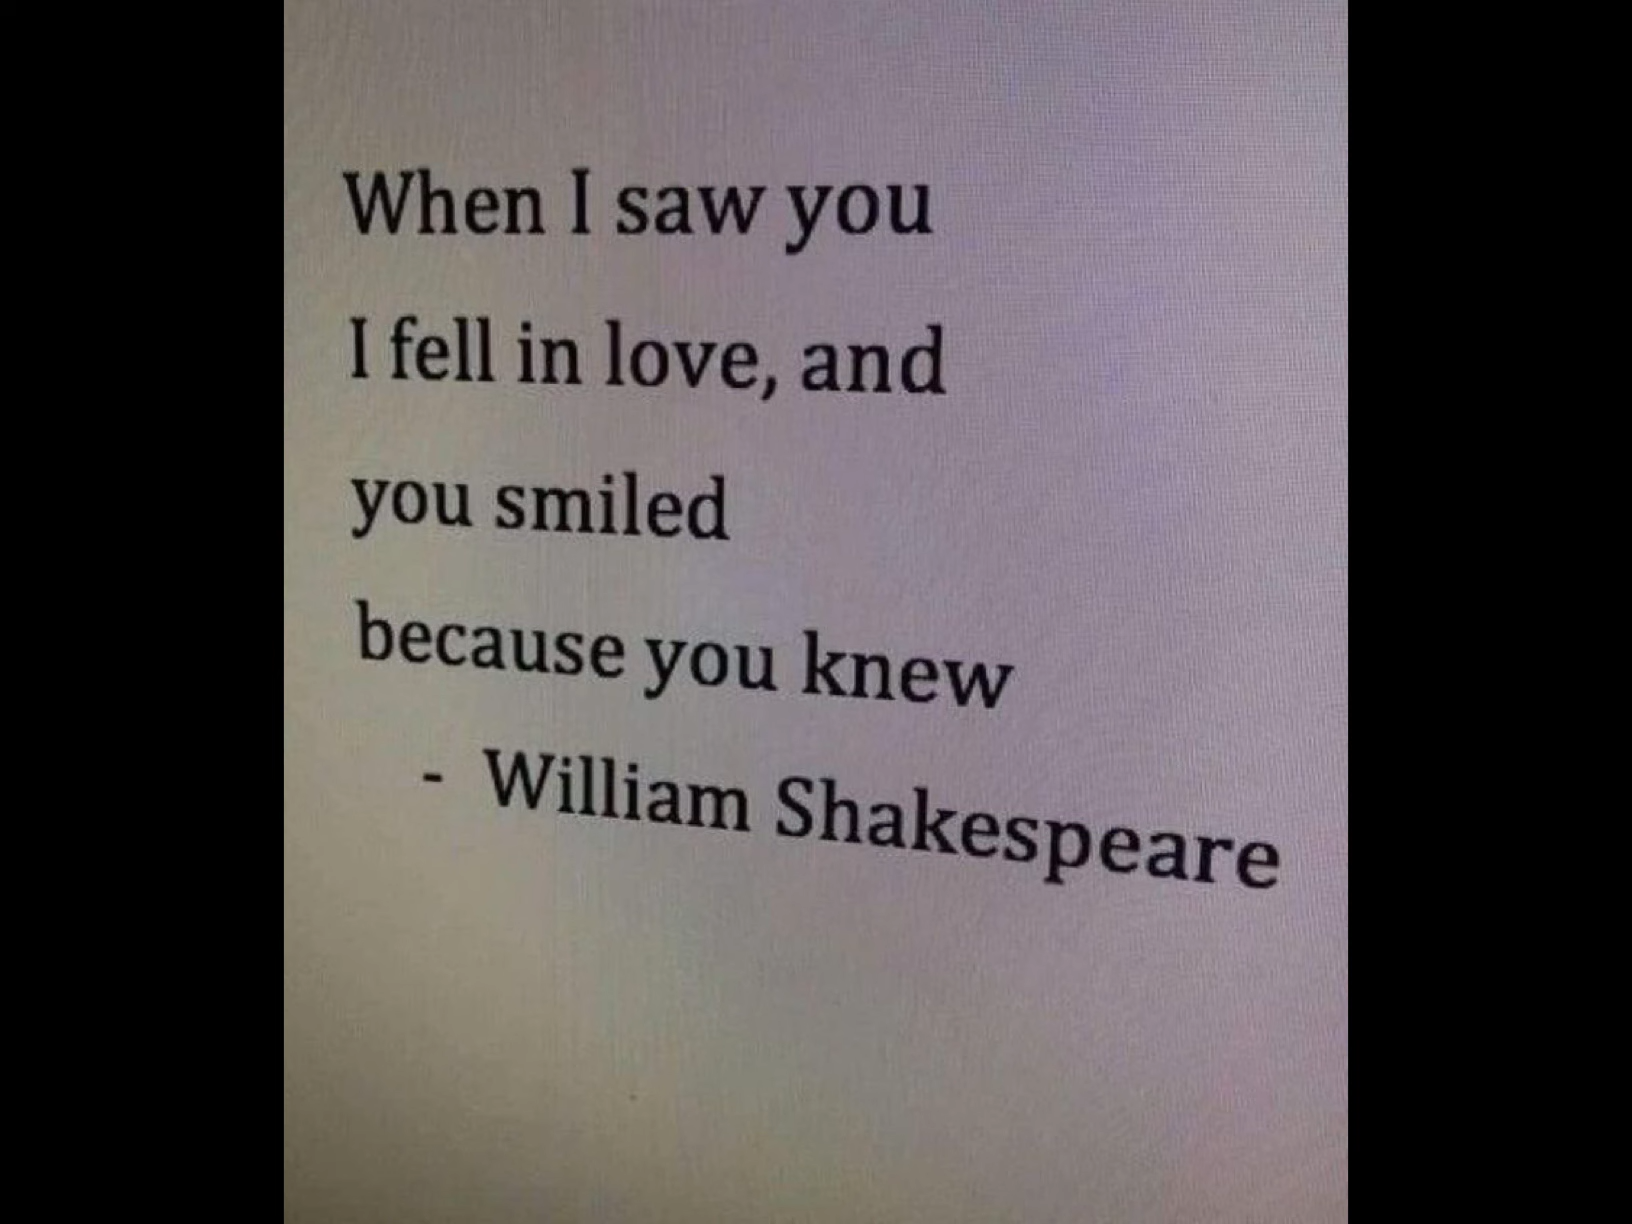 When I saw you
I fell in love, and
you smiled
because you knew
- William Shakespeare